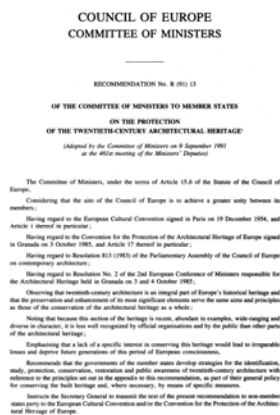 COUNCIL OF EUROPE
COMMITTEE OF MINISTERS
RECOMMENDATION No. R (91) 13
OF THE COMMITTEE OF MINISTERS TO MEMBER STATES
ON THE PROTECTION
OF THE TWENTIETH-CENTURY ARCHITECTURAL HERITAGE¹
(Adopted by the Committee of Ministers on 9 September 1991
at the 461st meeting of the Ministers' Deputies)
The Committee of Ministers, under the terms of Article 15.b of the Statute of the Council of
Europe,
Considering that the aim of the Council of Europe is to achieve a greater unity between its
members;
Having regard to the European Cultural Convention signed in Paris on 19 December 1954, and
Article 1 thereof in particular;
Having regard to the Convention for the Protection of the Architectural Heritage of Europe signed
in Granada on 3 October 1985, and Article 17 thereof in particular;
Having regard to Resolution 813 (1983) of the Parliamentary Assembly of the Council of Europe
on contemporary architecture;
Having regard to Resolution No. 2 of the 2nd European Conference of Ministers responsible for
the Architectural Heritage held in Granada on 3 and 4 October 1985;
Observing that twentieth-century architecture is an integral part of Europe's historical heritage and
that the preservation and enhancement of its most significant elements serve the same aims and principles
as those of the conservation of the architectural heritage as a whole;
Noting that because this section of the heritage is recent, abundant in examples, wide-ranging and
diverse in character, it is less well recognised by official organisations and by the public than other parts
of the architectural heritage;
Emphasising that a lack of a specific interest in conserving this heritage would lead to irreparable
losses and deprive future generations of this period of European consciousness,
Recommends that the governments of the member states develop strategies for the identification,
study, protection, conservation, restoration and public awareness of twentieth-century architecture with
reference to the principles set out in the appendix to this recommendation, as part of their general policy
for conserving the built heritage and, where necessary, by means of specific measures.
Instructs the Secretary General to transmit the text of the present recommendation to non-member
states party to the European Cultural Convention and/or the Convention for the Protection of the Architec-
tural Heritage of Europe.